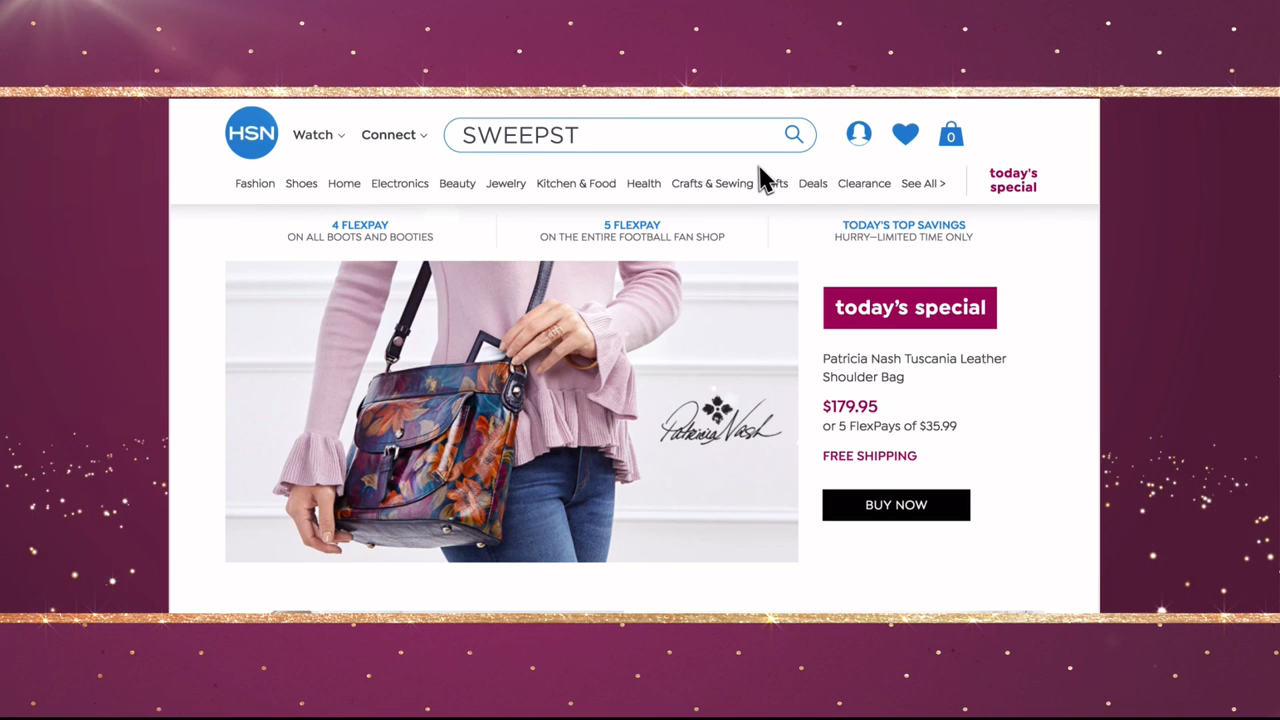 HSN
Watch
Connect
SWEEPST
0
Fashion Shoes Home Electronics Beauty Jewelry Kitchen & Food Health Crafts & Sewing Deals Clearance See All >
today's
special
4 FLEXPAY
ON ALL BOOTS AND BOOTIES
5 FLEXPAY
ON THE ENTIRE FOOTBALL FAN SHOP
TODAY'S TOP SAVINGS
HURRY—LIMITED TIME ONLY
Patricia Nash
today's special
Patricia Nash Tuscania Leather
Shoulder Bag
$179.95
or 5 FlexPays of $35.99
FREE SHIPPING
BUY NOW